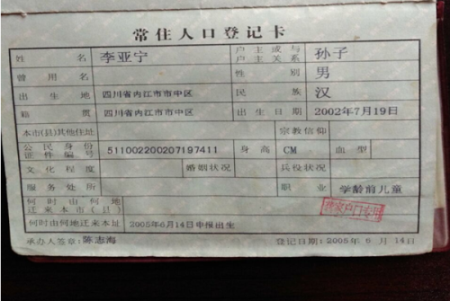 常住人口登记卡
姓名 李亚宁 户主或与户主关系 孙子
曾用名 性别 男
出生地 四川省内江市市中区 民族 汉
籍贯 四川省内江市市中区 出生日期 2002年7月19日
本市(县)其他住址 宗教信仰
公民身份证件编号 511002200207197411 身高 CM 血型
文化程度 婚姻状况 兵役状况
服务处所 职业 学龄前儿童
何时由何地迁来本市(县)
何时由何地迁来本址 2005年6月14日申报出生
承办人签章:陈志海 登记日期:2005年6月14日